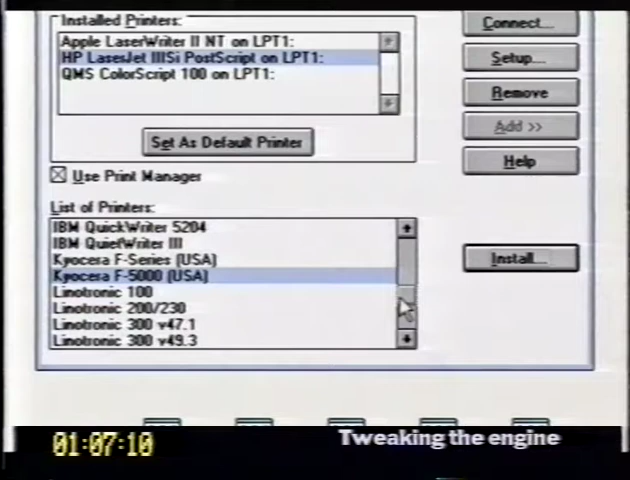 Installed Printers:
Apple LaserWriter II NT on LPT1:
HP LaserJet IIISi PostScript on LPT1:
QMS ColorScript 100 on LPT1:
Set As Default Printer
Use Print Manager
List of Printers:
IBM QuickWriter 5204
IBM QuietWriter III
Kyocera F-Series (USA)
Kyocera F-5000 (USA)
Linotronic 100
Linotronic 200/230
Linotronic 300 v47.1
Linotronic 300 v49.3
Connect...
Setup...
Remove
Add >>
Help
Install...
01:07:10
Tweaking the engine